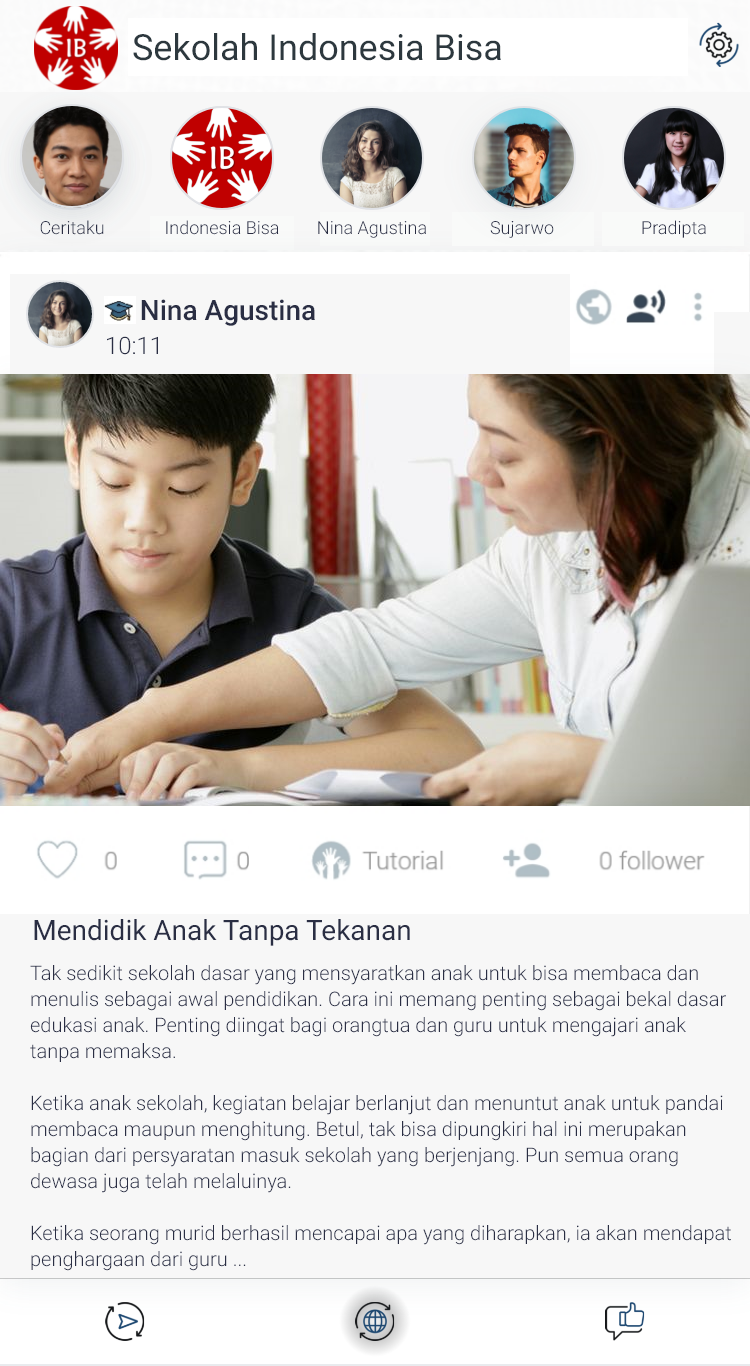 IB
Sekolah Indonesia Bisa
IB
Ceritaku
Indonesia Bisa
Nina Agustina
Sujarwo
Pradipta
Nina Agustina
10:11
0
0
Tutorial
0 follower
Mendidik Anak Tanpa Tekanan
Tak sedikit sekolah dasar yang mensyaratkan anak untuk bisa membaca dan
menulis sebagai awal pendidikan. Cara ini memang penting sebagai bekal dasar
edukasi anak. Penting diingat bagi orangtua dan guru untuk mengajari anak
tanpa memaksa.
Ketika anak sekolah, kegiatan belajar berlanjut dan menuntut anak untuk pandai
membaca maupun menghitung. Betul, tak bisa dipungkiri hal ini merupakan
bagian dari persyaratan masuk sekolah yang berjenjang. Pun semua orang
dewasa juga telah melaluinya.
Ketika seorang murid berhasil mencapai apa yang diharapkan, ia akan mendapat
penghargaan dari guru ...